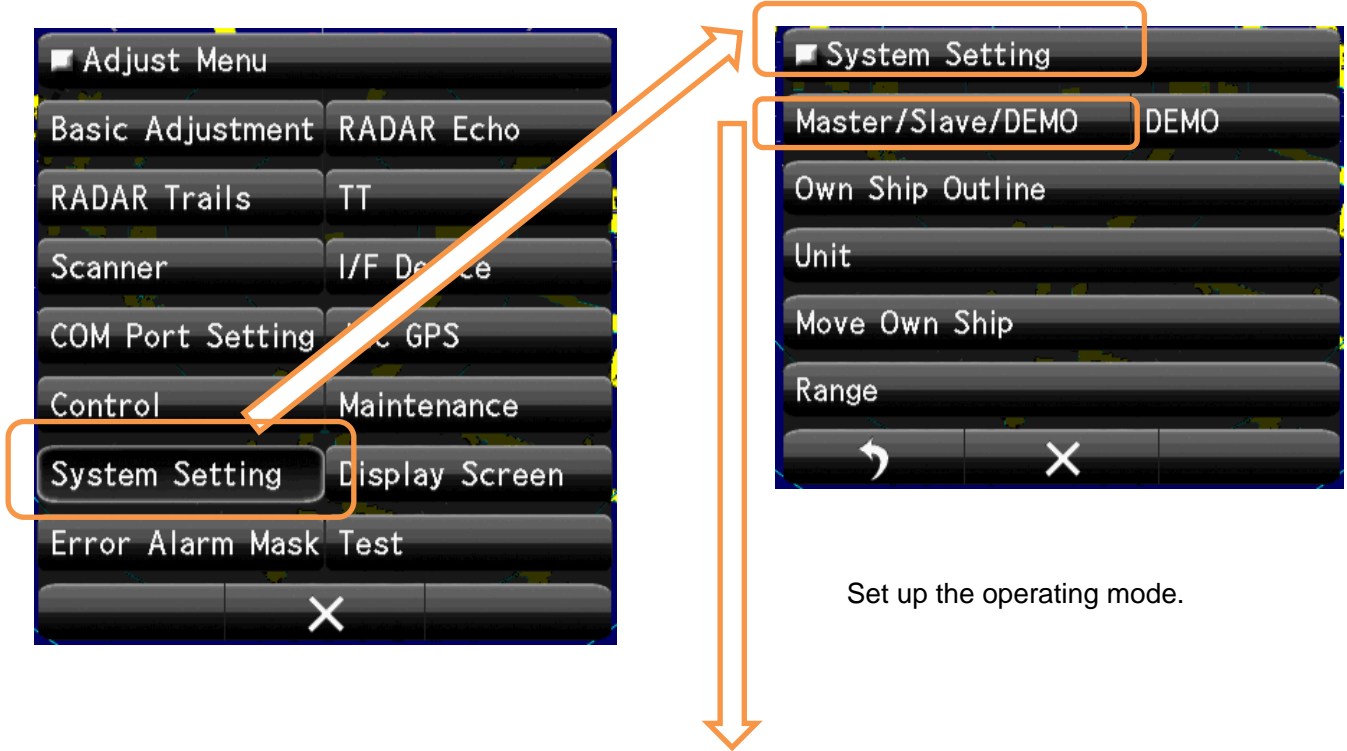 Adjust Menu
Basic Adjustment RADAR Echo
RADAR Trails TT
Scanner I/F
COM Port Setting GPS
Control Maintenance
System Setting Display Screen
Error Alarm Mask Test
System Setting
Master/Slave/DEMO DEMO
Own Ship Outline
Unit
Move Own Ship
Range
Set up the operating mode.